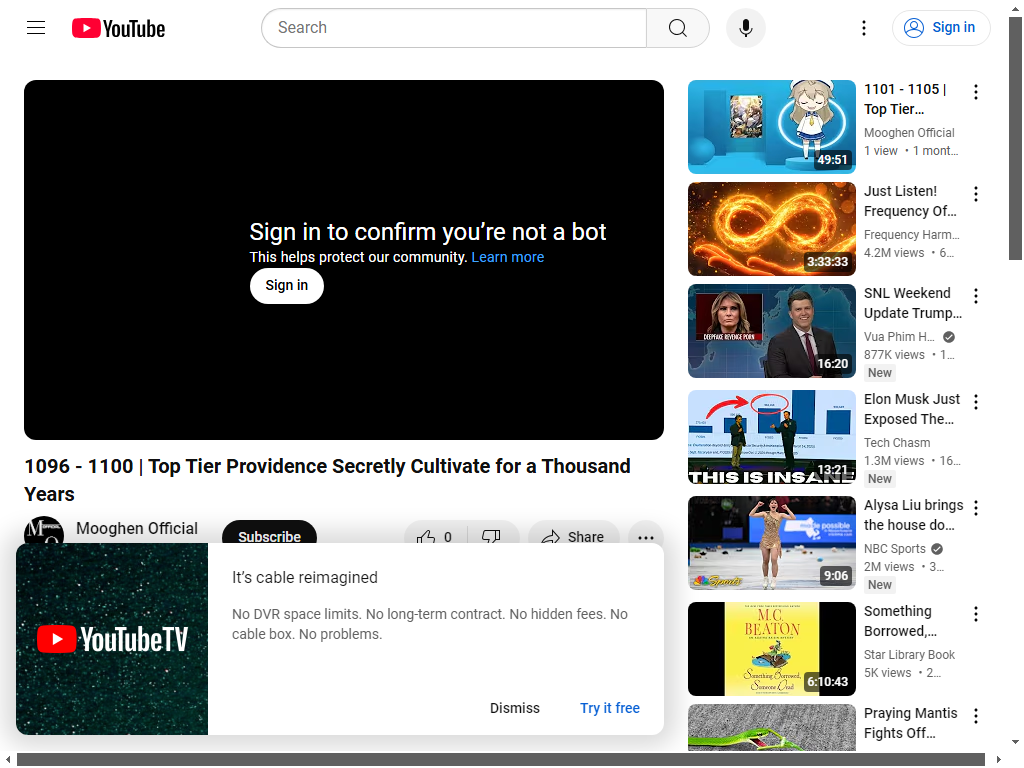 YouTube
Search
Sign in
Sign in to confirm you’re not a bot
This helps protect our community. Learn more
Sign in
1096 - 1100 | Top Tier Providence Secretly Cultivate for a Thousand
Years
Mooghen Official
Subscribe
0
Share
YouTubeTV
It’s cable reimagined
No DVR space limits. No long-term contract. No hidden fees. No
cable box. No problems.
Dismiss
Try it free
49:51
1101 - 1105 |
Top Tier…
Mooghen Official
1 view • 1 mont…
3:33:33
Just Listen!
Frequency Of…
Frequency Harm…
4.2M views • 6…
DEEPFAKE REVENGE PORN
16:20
SNL Weekend
Update Trump…
Vua Phim H…
877K views • 1…
New
THIS IS INSANE
13:21
Elon Musk Just
Exposed The…
Tech Chasm
1.3M views • 16…
New
made possible
Sports
9:06
Alysa Liu brings
the house do…
NBC Sports
2M views • 3…
New
M.C.
BEATON
Something Borrowed,
Someone Dead
6:10:43
Something
Borrowed,…
Star Library Book
5K views • 2…
Praying Mantis
Fights Off…